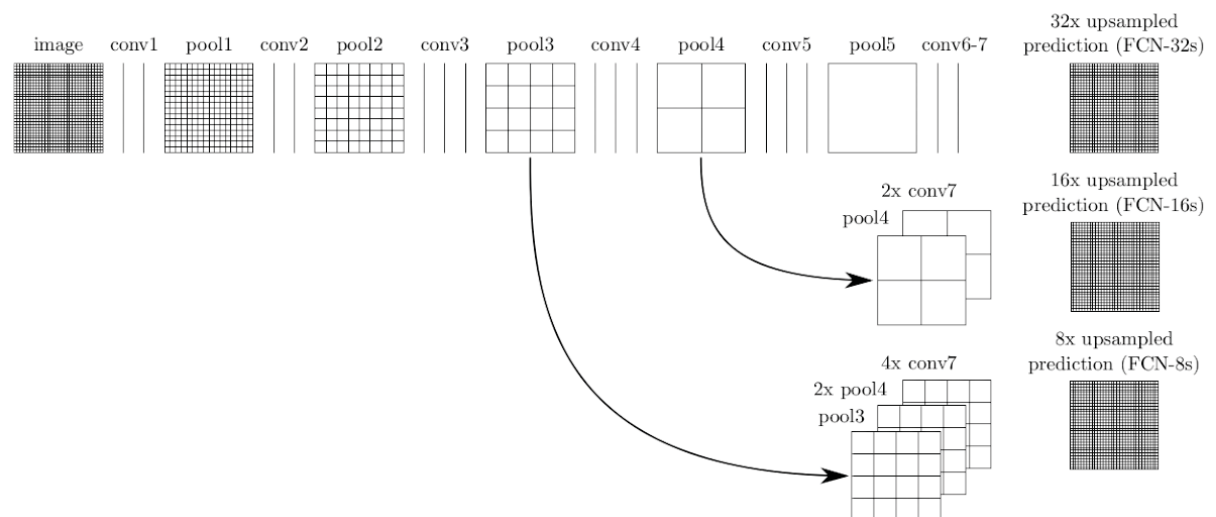 image conv1 pool1 conv2 pool2 conv3 pool3 conv4 pool4 conv5 pool5 conv6-7
32x upsampled
prediction (FCN-32s)
2x conv7
pool4
16x upsampled
prediction (FCN-16s)
4x conv7
2x pool4
pool3
8x upsampled
prediction (FCN-8s)